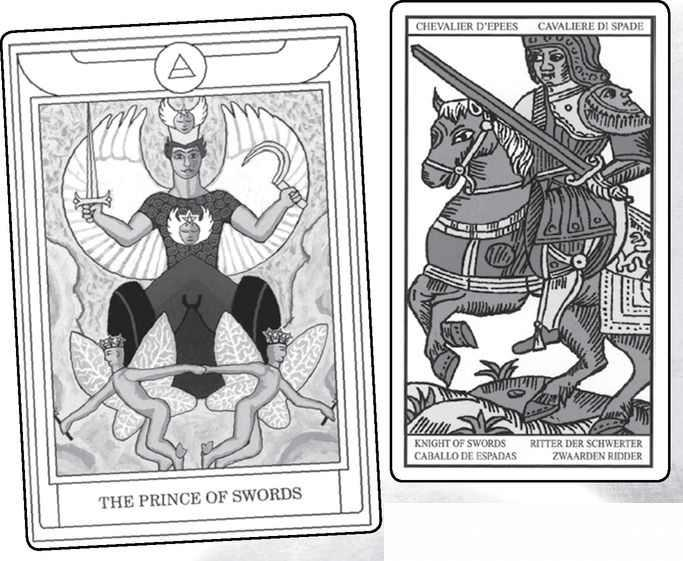 THE PRINCE OF SWORDS
CHEVALIER D'EPEES CAVALIERE DI SPADE
KNIGHT OF SWORDS RITTER DER SCHWERTER
CABALLO DE ESPADAS ZWAARDEN RIDDER